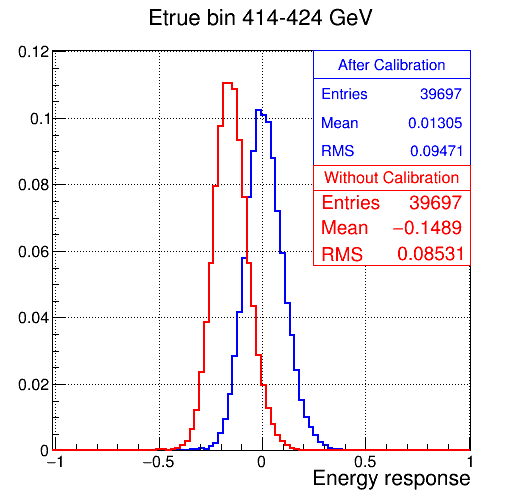 Etrue bin 414-424 GeV
0.12
0.1
0.08
0.06
0.04
0.02
0
After Calibration
Entries 39697
Mean 0.01305
RMS 0.09471
Without Calibration
Entries 39697
Mean −0.1489
RMS 0.08531
−1 −0.5 0 0.5 1
Energy response